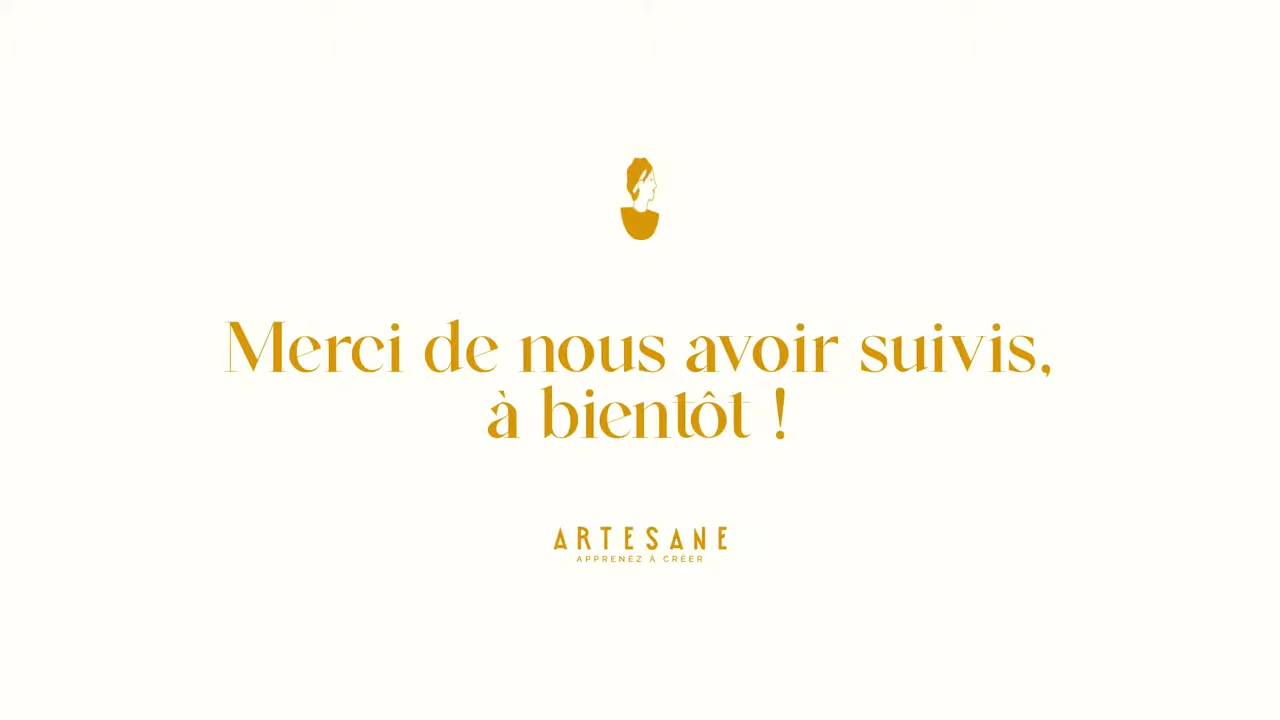 Merci de nous avoir suivis,
à bientôt !
ARTESANE
APPRENEZ À CRÉER